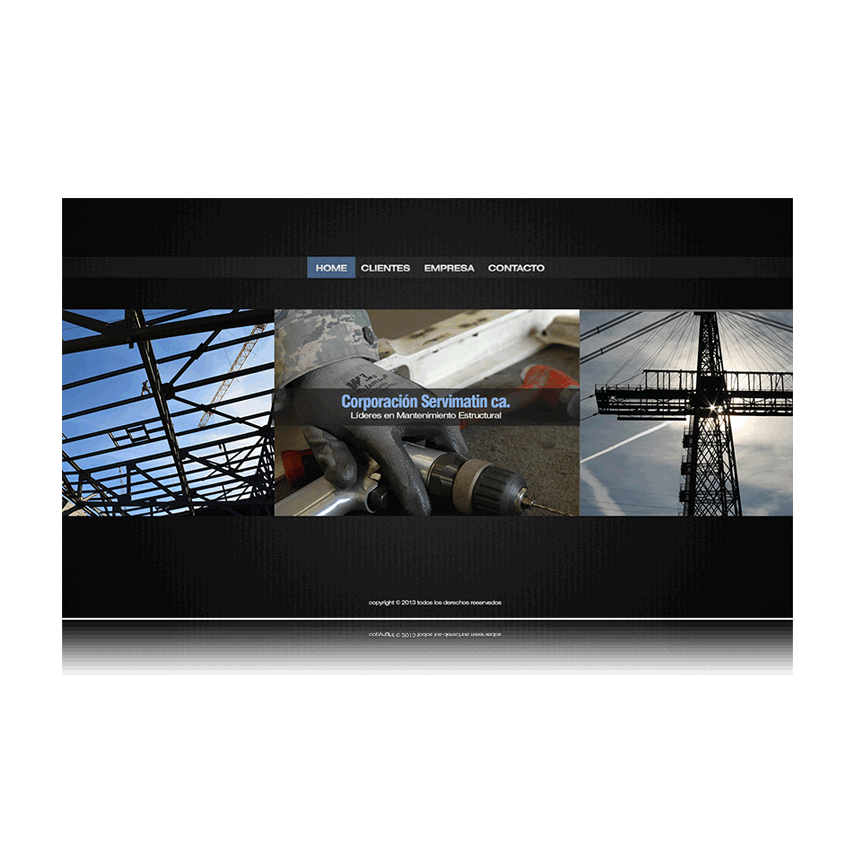 HOME CLIENTES EMPRESA CONTACTO
Corporación Servimatin ca.
Líderes en Mantenimiento Estructural
copyright © 2013 todos los derechos reservados